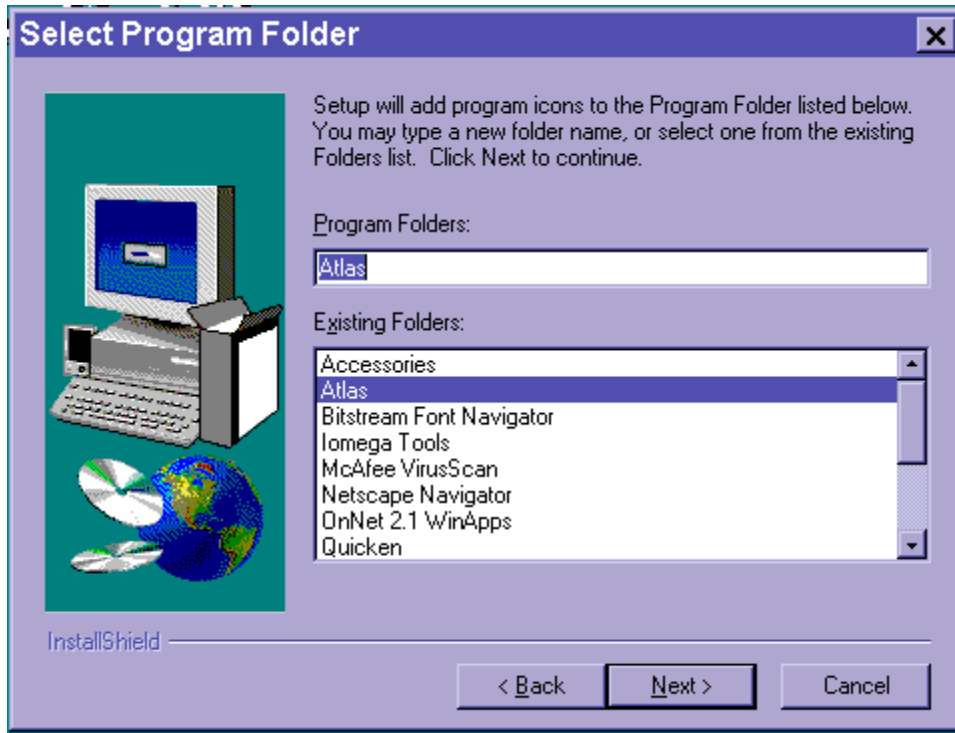 Select Program Folder
Setup will add program icons to the Program Folder listed below.
You may type a new folder name, or select one from the existing
Folders list.  Click Next to continue.
Program Folders:
Atlas
Existing Folders:
Accessories
Atlas
Bitstream Font Navigator
Iomega Tools
McAfee VirusScan
Netscape Navigator
OnNet 2.1 WinApps
Quicken
InstallShield
< Back
Next >
Cancel